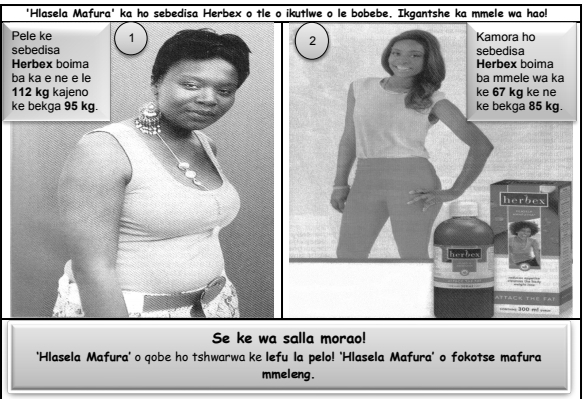 'Hlasela Mafura' ka ho sebedisa Herbex o tle o ikutlwe o le bobebe. Ikgantshe ka mmele wa hao!
Pele ke
sebedisa
Herbex boima
ba ka e ne e le
112 kg kajeno
ke bekga 95 kg.
1
2
Kamora ho
sebedisa
Herbex boima
ba mmele wa ka
ke 67 kg ke ne
ke bekga 85 kg.
herbex
herbex
ATTACK THE FAT
200 ml
Se ke wa salla morao!
'Hlasela Mafura' o qobe ho tshwarwa ke lefu la pelo! 'Hlasela Mafura' o fokotse mafura
mmeleng.